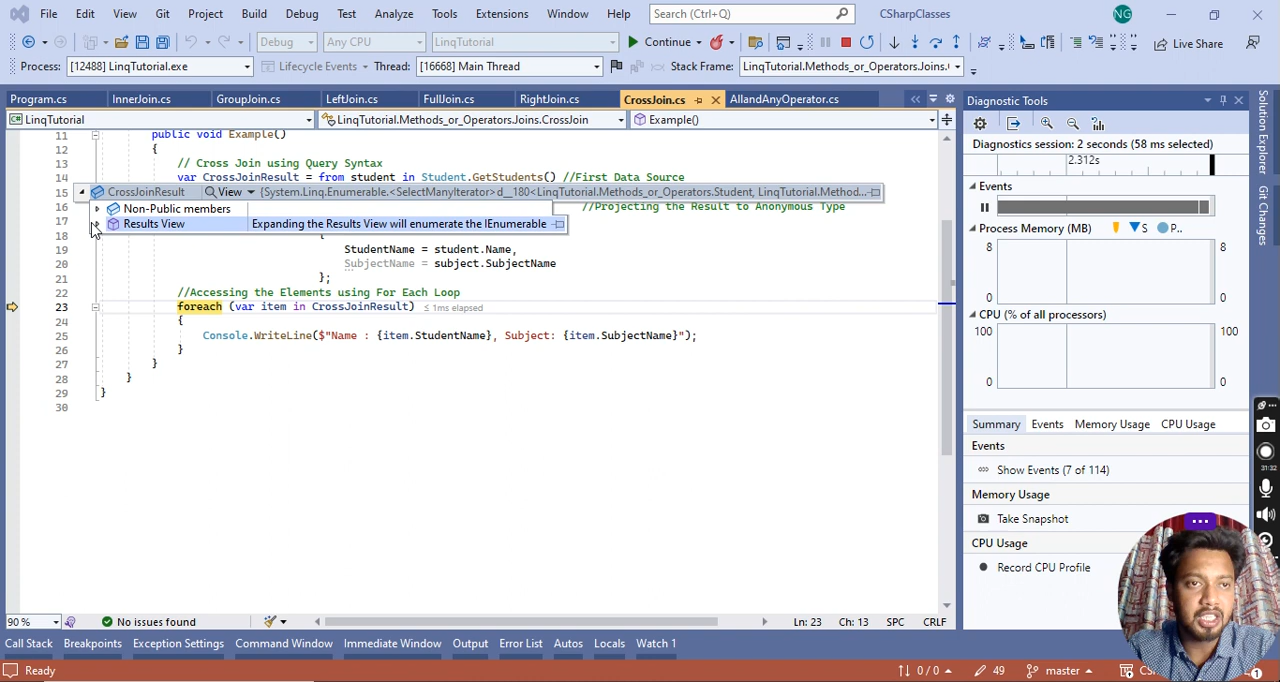 File Edit View Git Project Build Debug Test Analyze Tools Extensions Window Help Search (Ctrl+Q) CSharpClasses NG
Debug Any CPU LinqTutorial Continue Live Share
Process: [12488] LinqTutorial.exe Lifecycle Events Thread: [16668] Main Thread Stack Frame: LinqTutorial.Methods_or_Operators.Joins.
Program.cs InnerJoin.cs GroupJoin.cs LeftJoin.cs FullJoin.cs RightJoin.cs CrossJoin.cs AllandAnyOperator.cs
LinqTutorial LinqTutorial.Methods_or_Operators.Joins.CrossJoin Example()
11 public void Example()
12 {
13 // Cross Join using Query Syntax
14 var CrossJoinResult = from student in Student.GetStudents() //First Data Source
15 CrossJoinResult View {System.Linq.Enumerable.<SelectManyIterator>d__180<LinqTutorial.Methods_or_Operators.Student, LinqTutorial.Method...
16 Non-Public members //Projecting the Result to Anonymous Type
17 Results View Expanding the Results View will enumerate the IEnumerable
18 {
19 StudentName = student.Name,
20 SubjectName = subject.SubjectName
21 };
22 //Accessing the Elements using For Each Loop
23 foreach (var item in CrossJoinResult) ≤ 1ms elapsed
24 {
25 Console.WriteLine($"Name : {item.StudentName}, Subject: {item.SubjectName}");
26 }
27 }
28 }
29 }
30
90 % No issues found Ln: 23 Ch: 13 SPC CRLF
Call Stack Breakpoints Exception Settings Command Window Immediate Window Output Error List Autos Locals Watch 1
Ready 0 / 0 49 master 1
Diagnostic Tools
Diagnostics session: 2 seconds (58 ms selected)
2.312s
Events
Process Memory (MB) S P..
8 8
0 0
CPU (% of all processors)
100 100
0 0
Summary Events Memory Usage CPU Usage
Events
Show Events (7 of 114)
Memory Usage
Take Snapshot
CPU Usage
Record CPU Profile
Solution Explorer
Git Changes
31:32